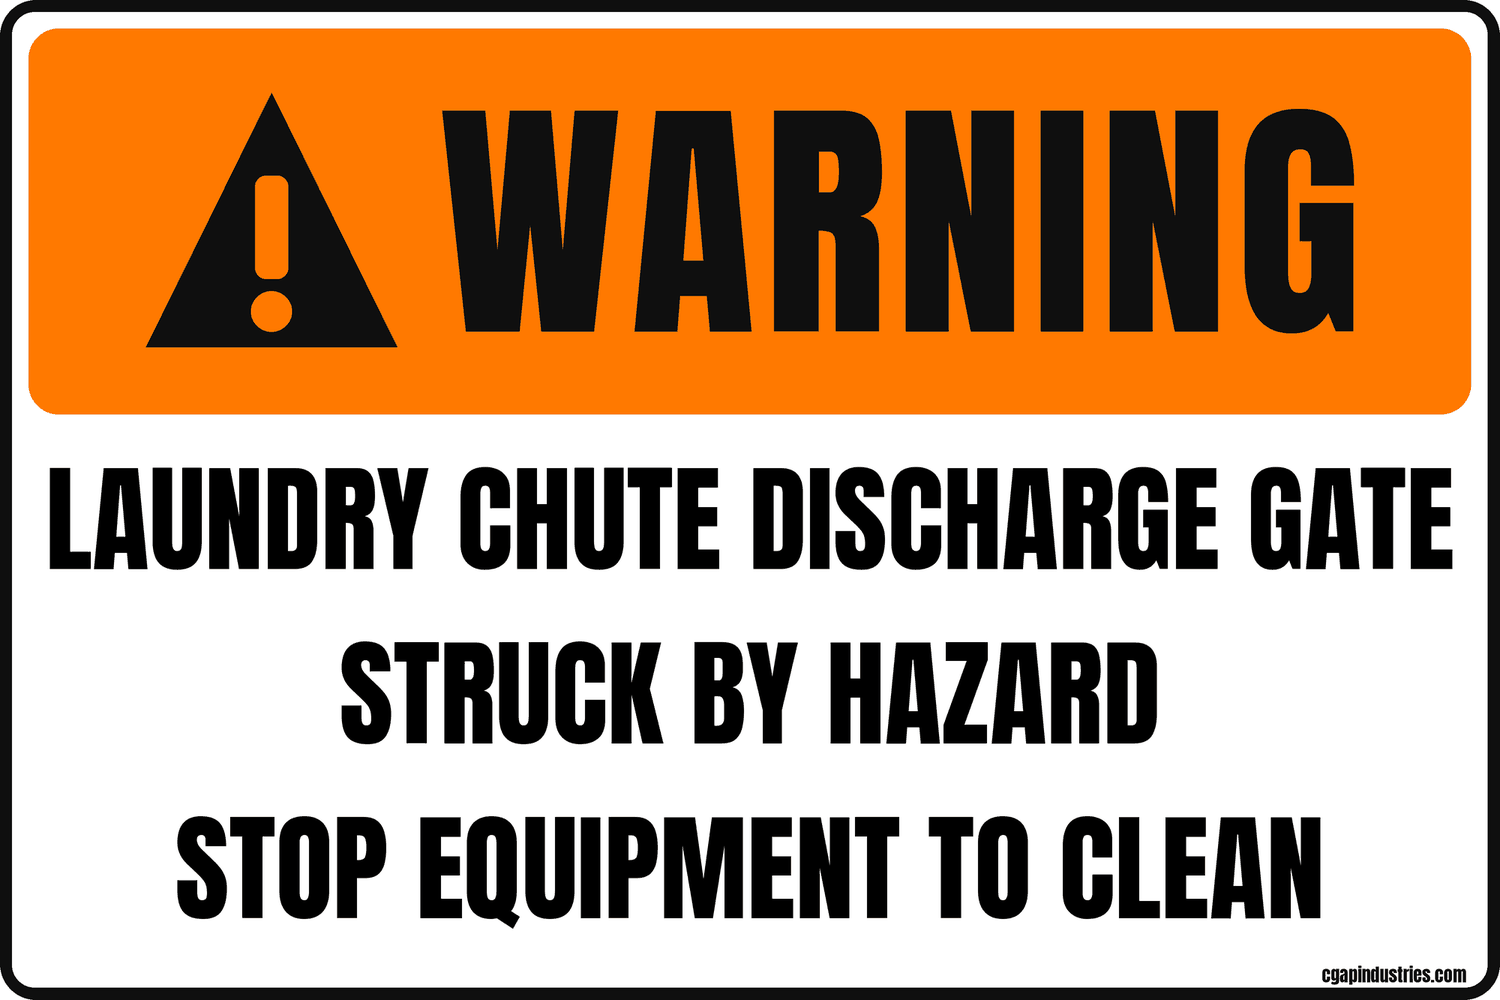 WARNING
LAUNDRY CHUTE DISCHARGE GATE
STRUCK BY HAZARD
STOP EQUIPMENT TO CLEAN
cgapindustries.com